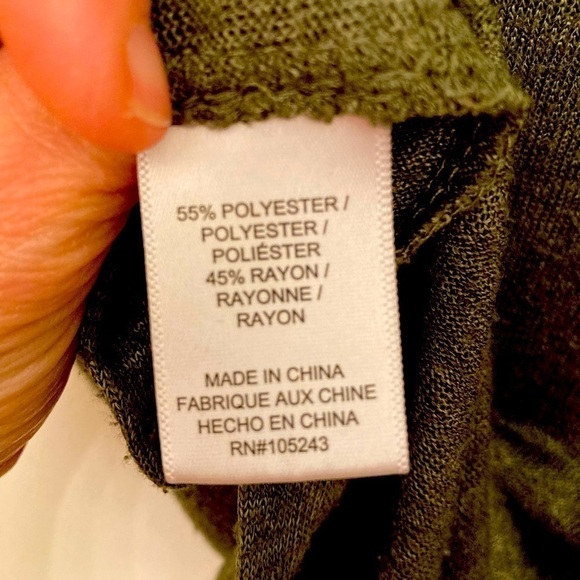 55% POLYESTER /
POLYESTER /
POLIÉSTER
45% RAYON /
RAYONNE /
RAYON
MADE IN CHINA
FABRIQUE AUX CHINE
HECHO EN CHINA
RN#105243